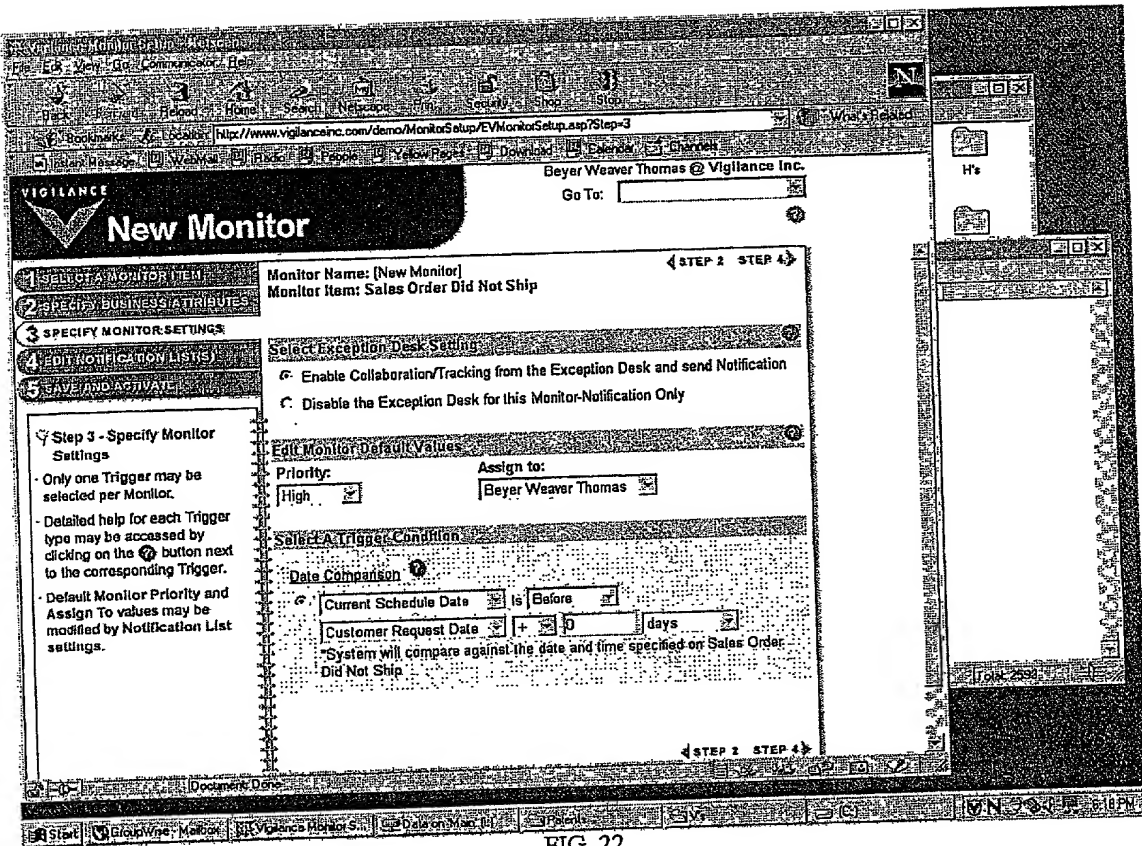 Vigilance Monitor Setup - Netscape
File Edit View Go Communicator Help
Back Reload Home Search Netscape Print Security Shop Stop
Bookmarks Location: http://www.vigilanceinc.com/demo/MonitorSetup/EVMonitorSetup.asp?Step=3 What's Related
Instant Message WebMail Radio People Yellow Pages Download Calendar Channels
VIGILANCE
New Monitor
Beyer Weaver Thomas @ Vigilance Inc.
Go To:
H's
1 SELECT A MONITOR ITEM
2 SPECIFY BUSINESS ATTRIBUTES
3 SPECIFY MONITOR SETTINGS
4 EDIT NOTIFICATION LIST(S)
5 SAVE AND ACTIVATE
Step 3 - Specify Monitor
Settings
- Only one Trigger may be
selected per Monitor.
- Detailed help for each Trigger
type may be accessed by
clicking on the ? button next
to the corresponding Trigger.
- Default Monitor Priority and
Assign To values may be
modified by Notification List
settings.
Monitor Name: [New Monitor]
Monitor Item: Sales Order Did Not Ship
STEP 2 STEP 4
Select Exception Desk Setting
Enable Collaboration/Tracking from the Exception Desk and send Notification
Disable the Exception Desk for this Monitor-Notification Only
Edit Monitor Default Values
Priority: Assign to:
High Beyer Weaver Thomas
Select A Trigger Condition
Date Comparison ?
Current Schedule Date is Before
Customer Request Date + 0 days
*System will compare against the date and time specified on Sales Order
Did Not Ship
STEP 2 STEP 4
Document: Done
Start GroupWise - Mailbox Vigilance Monitor S... Data on Main Patents V's (C) 6:18 PM
FIG. 22